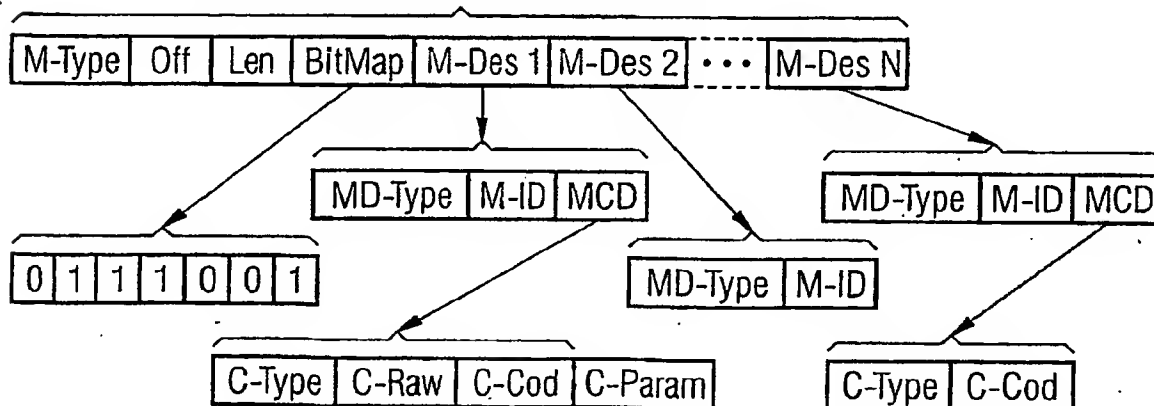 M-Type Off Len BitMap M-Des 1 M-Des 2 ••• M-Des N
MD-Type M-ID MCD MD-Type M-ID MCD
0 1 1 1 0 0 1 MD-Type M-ID
C-Type C-Raw C-Cod C-Param C-Type C-Cod